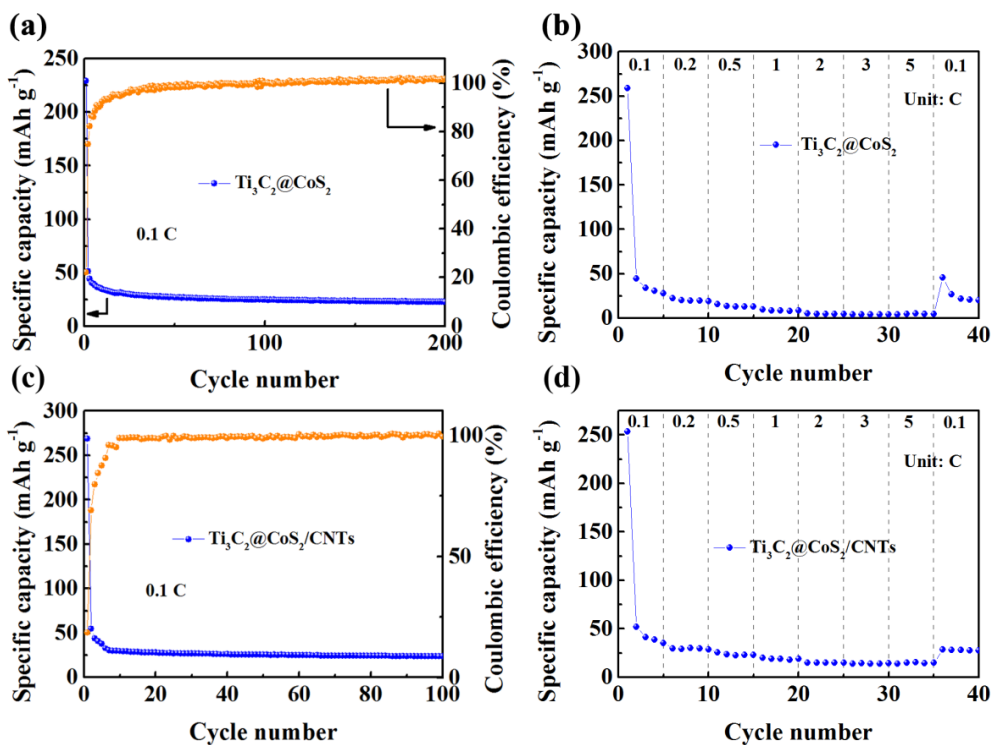 (a)
250
200
150
100
50
0
Specific capacity (mAh g⁻¹)
Ti₃C₂@CoS₂
0.1 C
100
80
60
40
20
0
Coulombic efficiency (%)
0
100
200
Cycle number
(b)
300
250
200
150
100
50
0
Specific capacity (mAh g⁻¹)
0.1 0.2 0.5 1 2 3 5 0.1
Unit: C
Ti₃C₂@CoS₂
0 10 20 30 40
Cycle number
(c)
300
250
200
150
100
50
0
Specific capacity (mAh g⁻¹)
Ti₃C₂@CoS₂/CNTs
0.1 C
100
50
0
Coulombic efficiency (%)
0 20 40 60 80 100
Cycle number
(d)
250
200
150
100
50
0
Specific capacity (mAh g⁻¹)
0.1 0.2 0.5 1 2 3 5 0.1
Unit: C
Ti₃C₂@CoS₂/CNTs
0 10 20 30 40
Cycle number